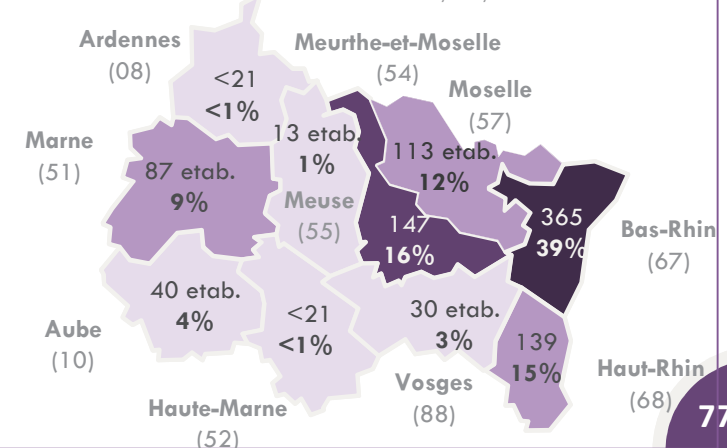 Ardennes
(08)
Meurthe-et-Moselle
(54)
Moselle
(57)
<21
<1%
Marne
(51)
13 etab.
1%
113 etab.
12%
87 etab.
9%
Meuse
(55)
147
16%
365
39%
Bas-Rhin
(67)
40 etab.
4%
<21
<1%
30 etab.
3%
139
15%
Aube
(10)
Haute-Marne
(52)
Vosges
(88)
Haut-Rhin
(68)
77